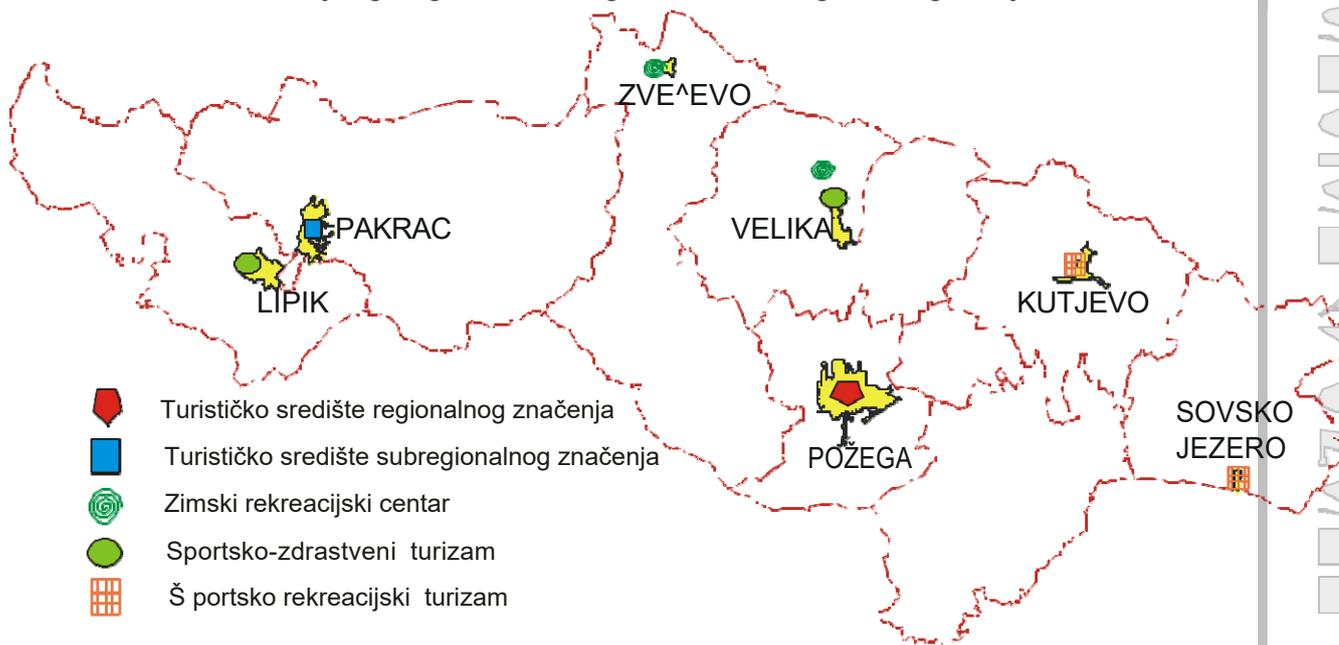 ZVE^EVO
PAKRAC
VELIKA
LIPIK
KUTJEVO
POŽEGA
SOVSKO
JEZERO
Turističko središte regionalnog značenja
Turističko središte subregionalnog značenja
Zimski rekreacijski centar
Sportsko-zdrastveni turizam
Š portsko rekreacijski turizam